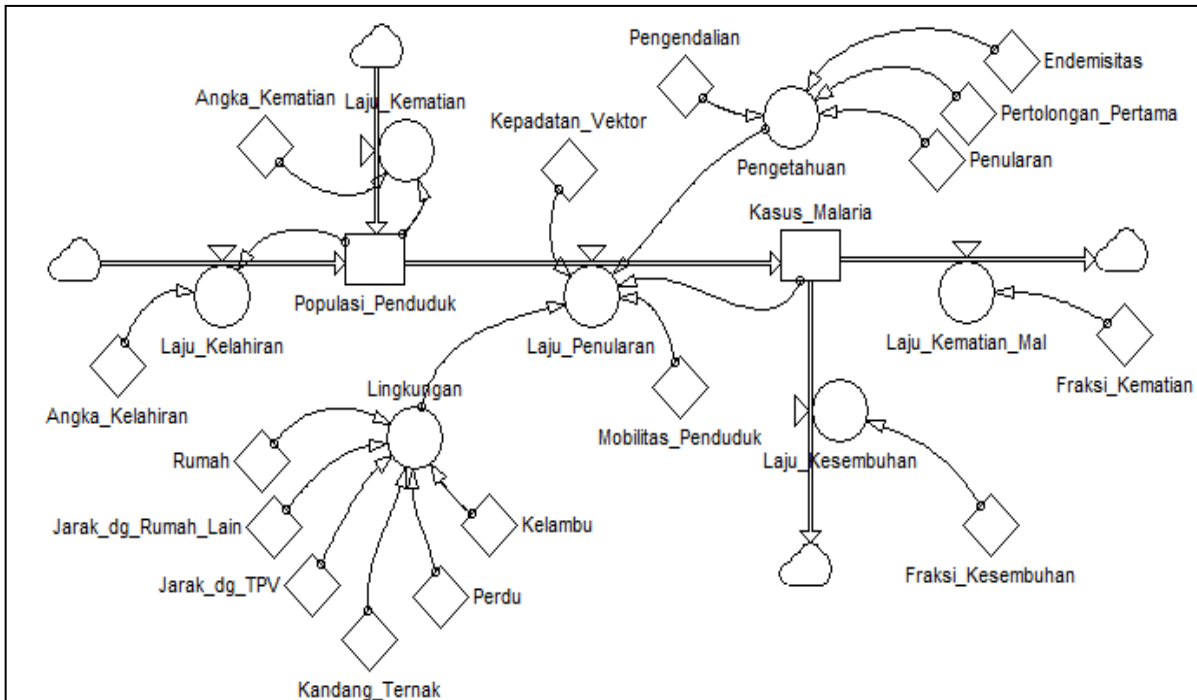 Pengendalian
Endemisitas
Angka_Kematian
Laju_Kematian
Kepadatan_Vektor
Pertolongan_Pertama
Penularan
Pengetahuan
Kasus_Malaria
Populasi_Penduduk
Laju_Kelahiran
Laju_Penularan
Laju_Kematian_Mal
Fraksi_Kematian
Angka_Kelahiran
Lingkungan
Mobilitas_Penduduk
Rumah
Laju_Kesembuhan
Jarak_dg_Rumah_Lain
Kelambu
Jarak_dg_TPV
Perdu
Fraksi_Kesembuhan
Kandang_Ternak